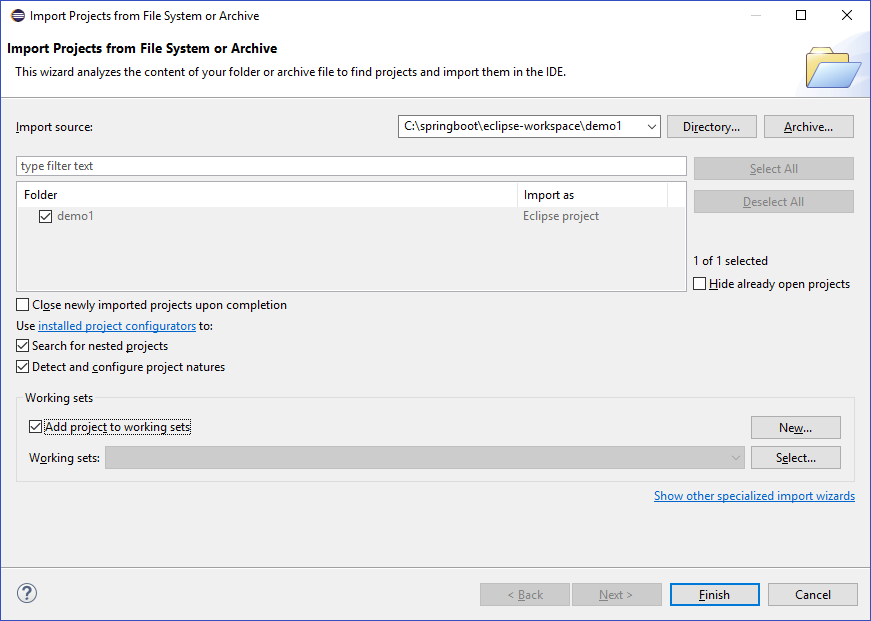 Import Projects from File System or Archive
Import Projects from File System or Archive
This wizard analyzes the content of your folder or archive file to find projects and import them in the IDE.
Import source: C:\springboot\eclipse-workspace\demo1 Directory... Archive...
type filter text Select All
Folder Import as
Deselect All
demo1 Eclipse project
1 of 1 selected
Hide already open projects
Close newly imported projects upon completion
Use installed project configurators to:
Search for nested projects
Detect and configure project natures
Working sets
Add project to working sets New...
Working sets: Select...
Show other specialized import wizards
? < Back Next > Finish Cancel